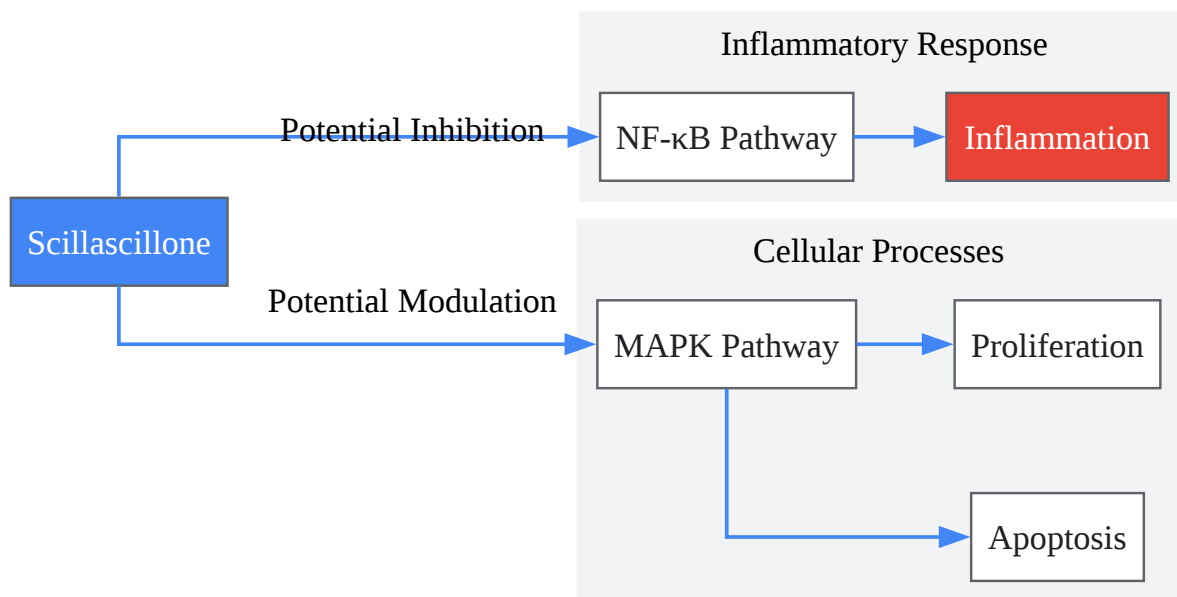 Inflammatory Response
Potential Inhibition
NF-κB Pathway
Inflammation
Scillascillone
Cellular Processes
Potential Modulation
MAPK Pathway
Proliferation
Apoptosis